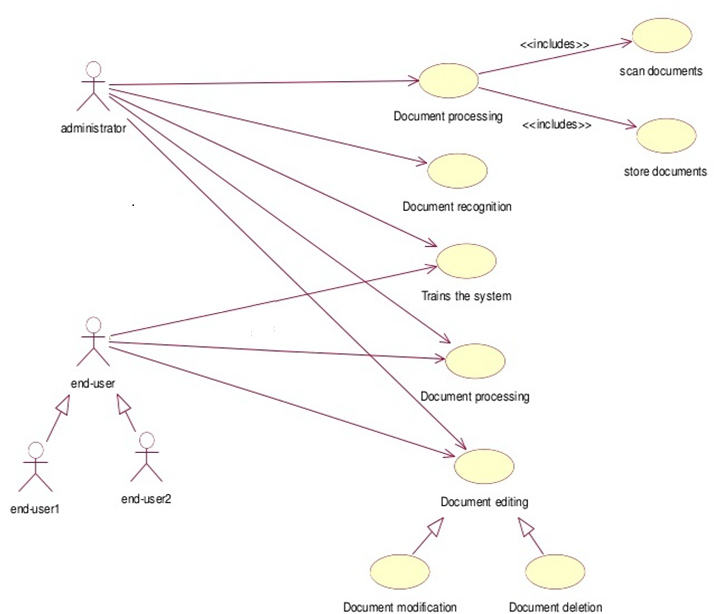 <<includes>>
scan documents
administrator
Document processing
<<includes>>
store documents
Document recognition
Trains the system
end-user
Document processing
end-user1
end-user2
Document editing
Document modification
Document deletion